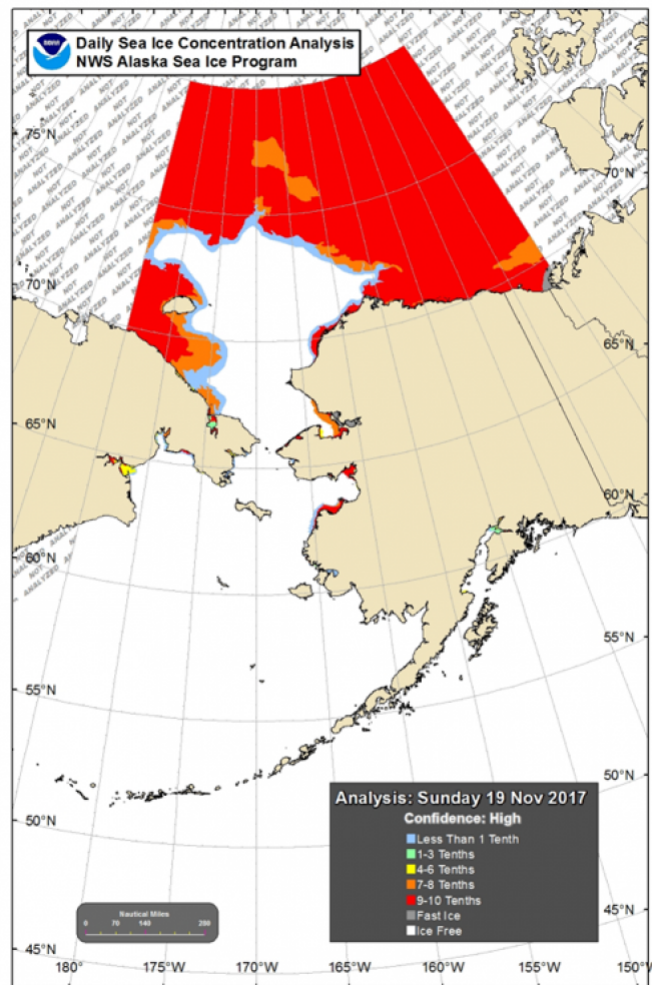 Daily Sea Ice Concentration Analysis
NWS Alaska Sea Ice Program
NOT ANALYZED
75°N
70°N
70°N
65°N
65°N
60°N
60°N
55°N
55°N
50°N
50°N
45°N
45°N
Analysis: Sunday 19 Nov 2017
Confidence: High
Less Than 1 Tenth
1-3 Tenths
4-6 Tenths
7-8 Tenths
9-10 Tenths
Fast Ice
Ice Free
Nautical Miles
0 70 140 280
180° 175°W 170°W 165°W 160°W 155°W 150°W